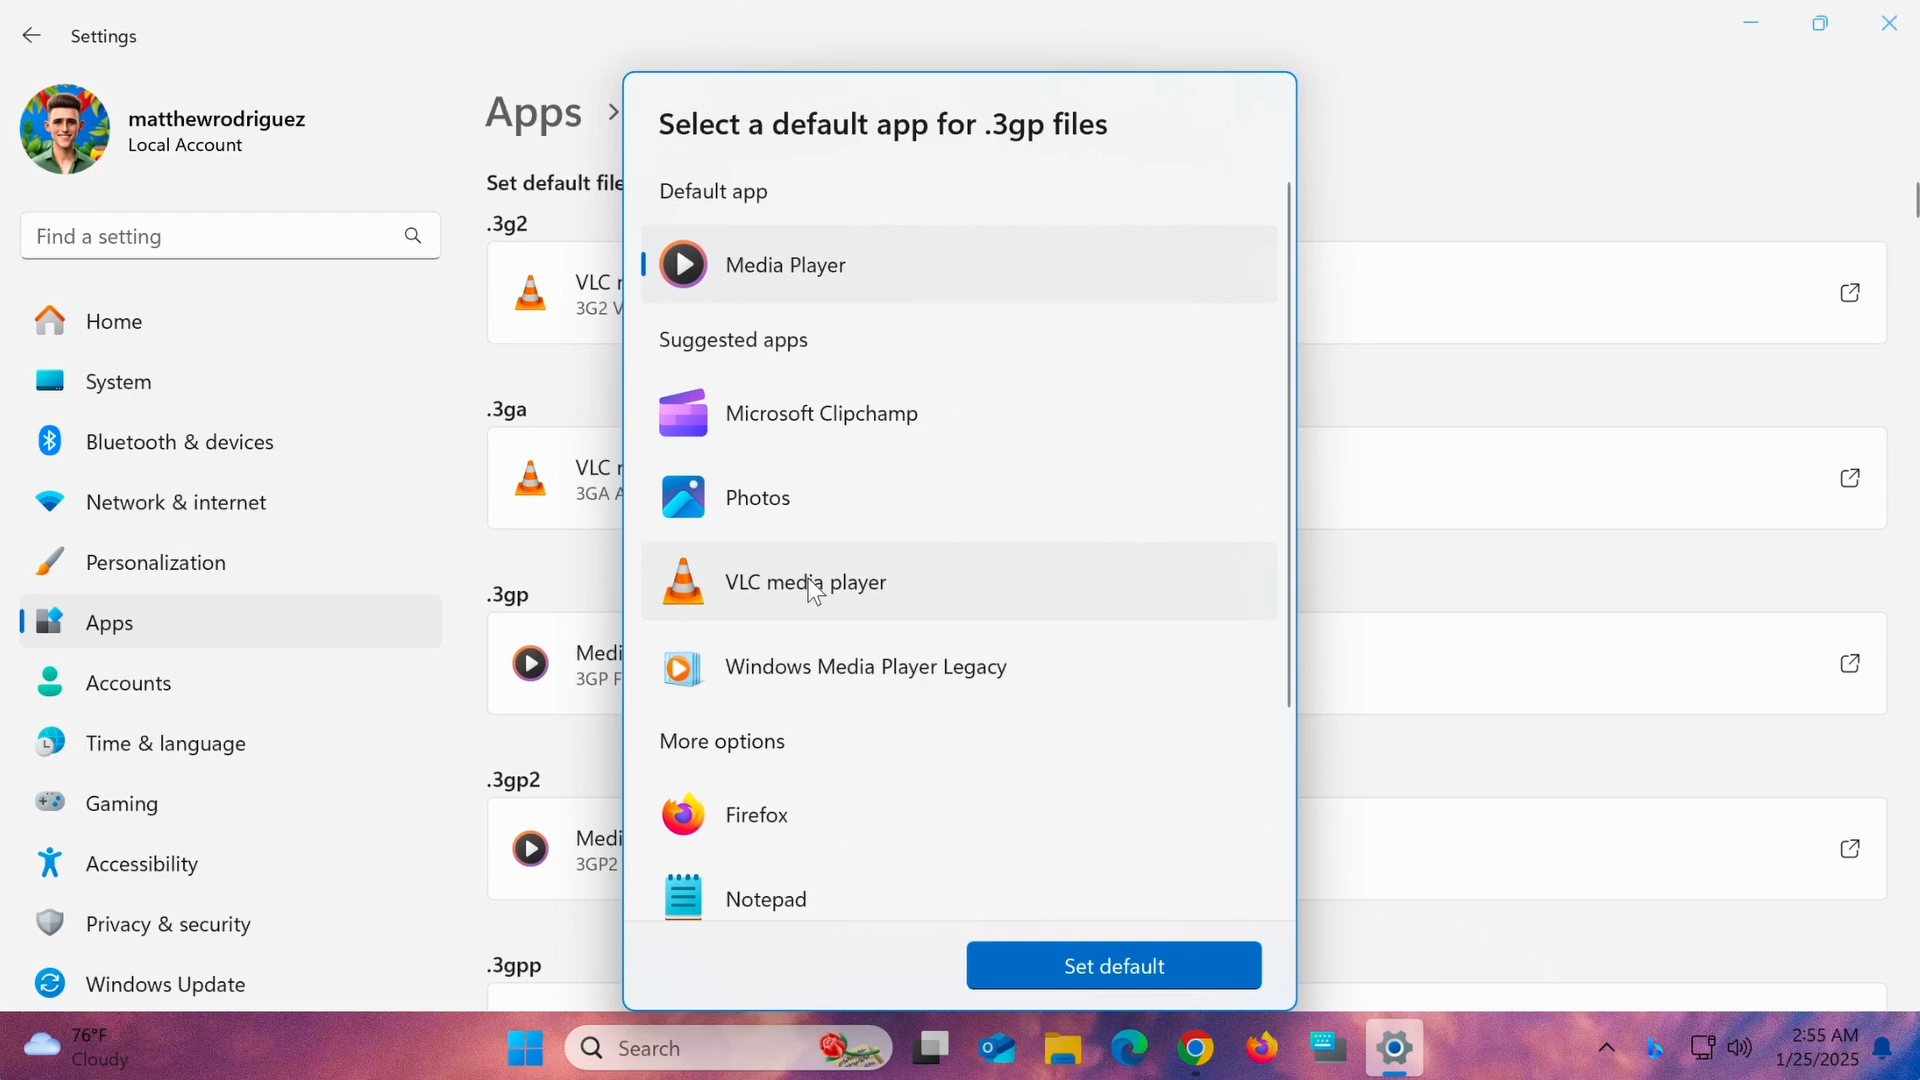 Settings
matthewrodriguez
Local Account
Find a setting
Home
System
Bluetooth & devices
Network & internet
Personalization
Apps
Accounts
Time & language
Gaming
Accessibility
Privacy & security
Windows Update
Apps >
Set default file
.3g2
VLC
3G2
.3ga
VLC
3GA
.3gp
Medi
3GP
.3gp2
Medi
3GP2
.3gpp
Select a default app for .3gp files
Default app
Media Player
Suggested apps
Microsoft Clipchamp
Photos
VLC media player
Windows Media Player Legacy
More options
Firefox
Notepad
Set default
76°F
Cloudy
Search
2:55 AM
1/25/2025